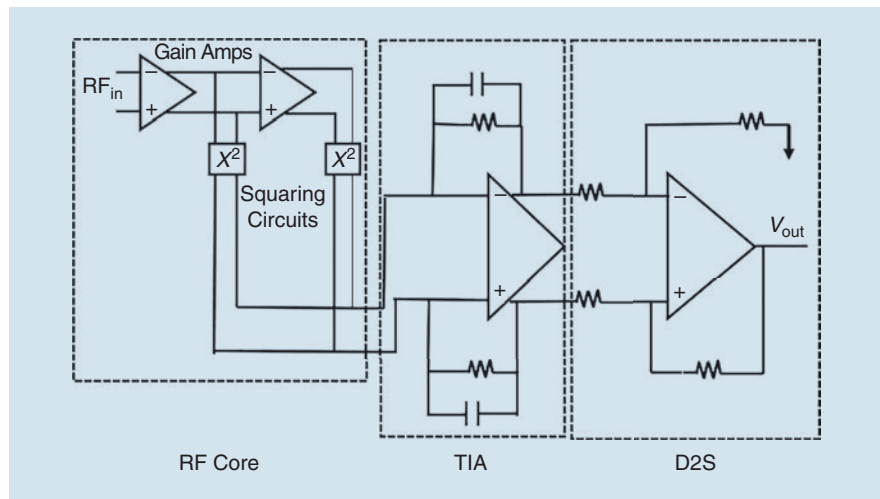 Gain Amps
RFin
−
+
−
+
X2
X2
Squaring
Circuits
−
+
−
+
Vout
RF Core
TIA
D2S